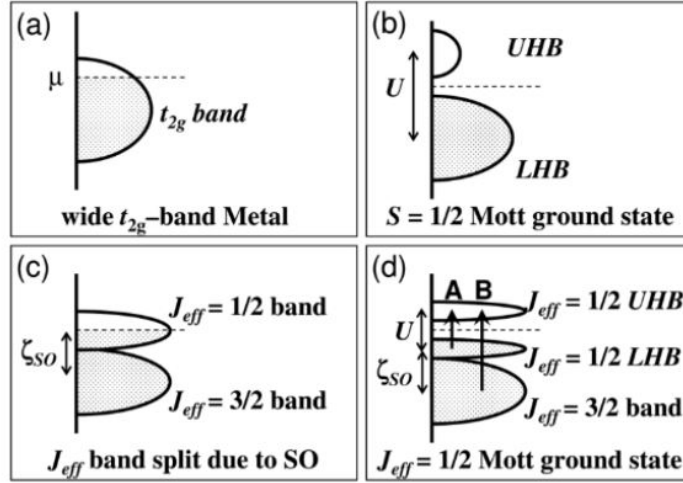 (a)
μ
t2g band
wide t2g–band Metal
(b)
UHB
U
LHB
S = 1/2 Mott ground state
(c)
Jeff = 1/2 band
ζSO
Jeff = 3/2 band
Jeff band split due to SO
(d)
A B
Jeff = 1/2 UHB
U
Jeff = 1/2 LHB
ζSO
Jeff = 3/2 band
Jeff = 1/2 Mott ground state